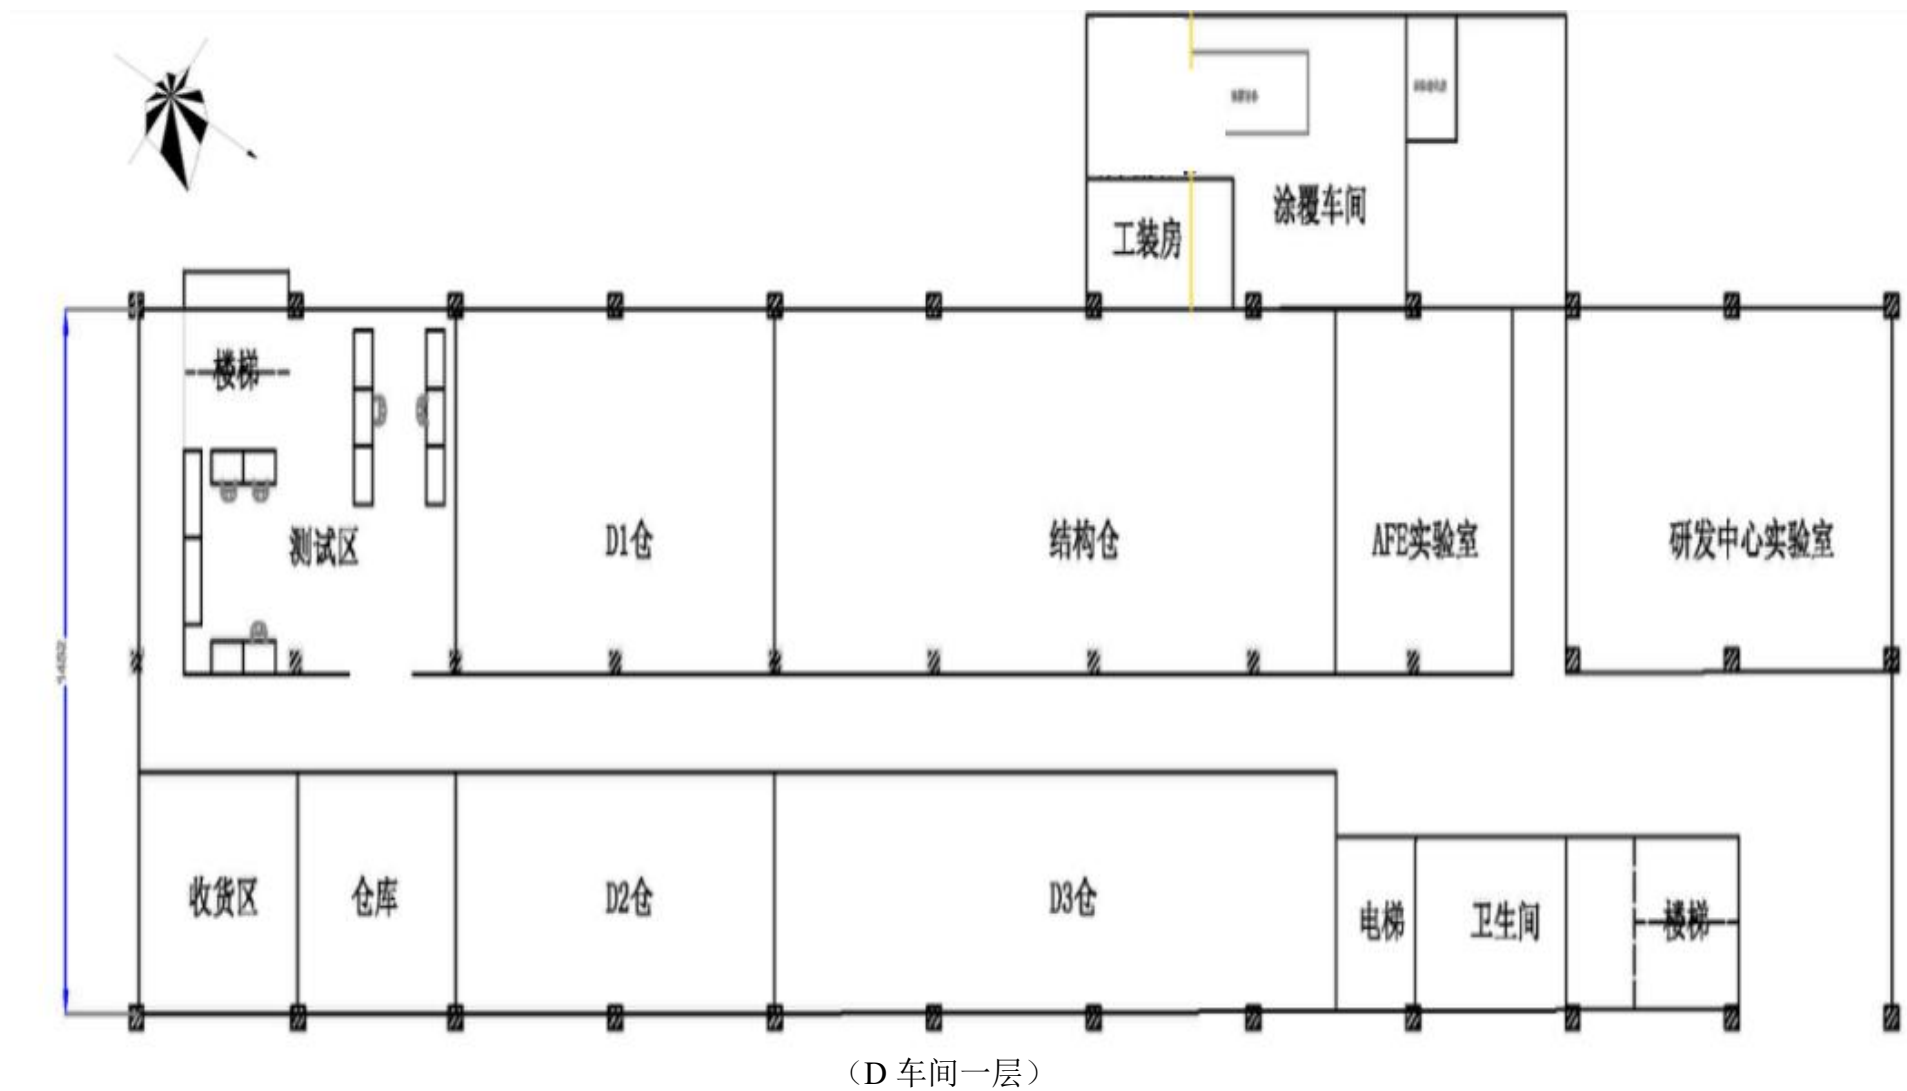 涂覆车间
工装房
楼梯
测试区
D1仓
结构仓
AFE实验室
研发中心实验室
收货区
仓库
D2仓
D3仓
电梯
卫生间
楼梯
（D 车间一层）